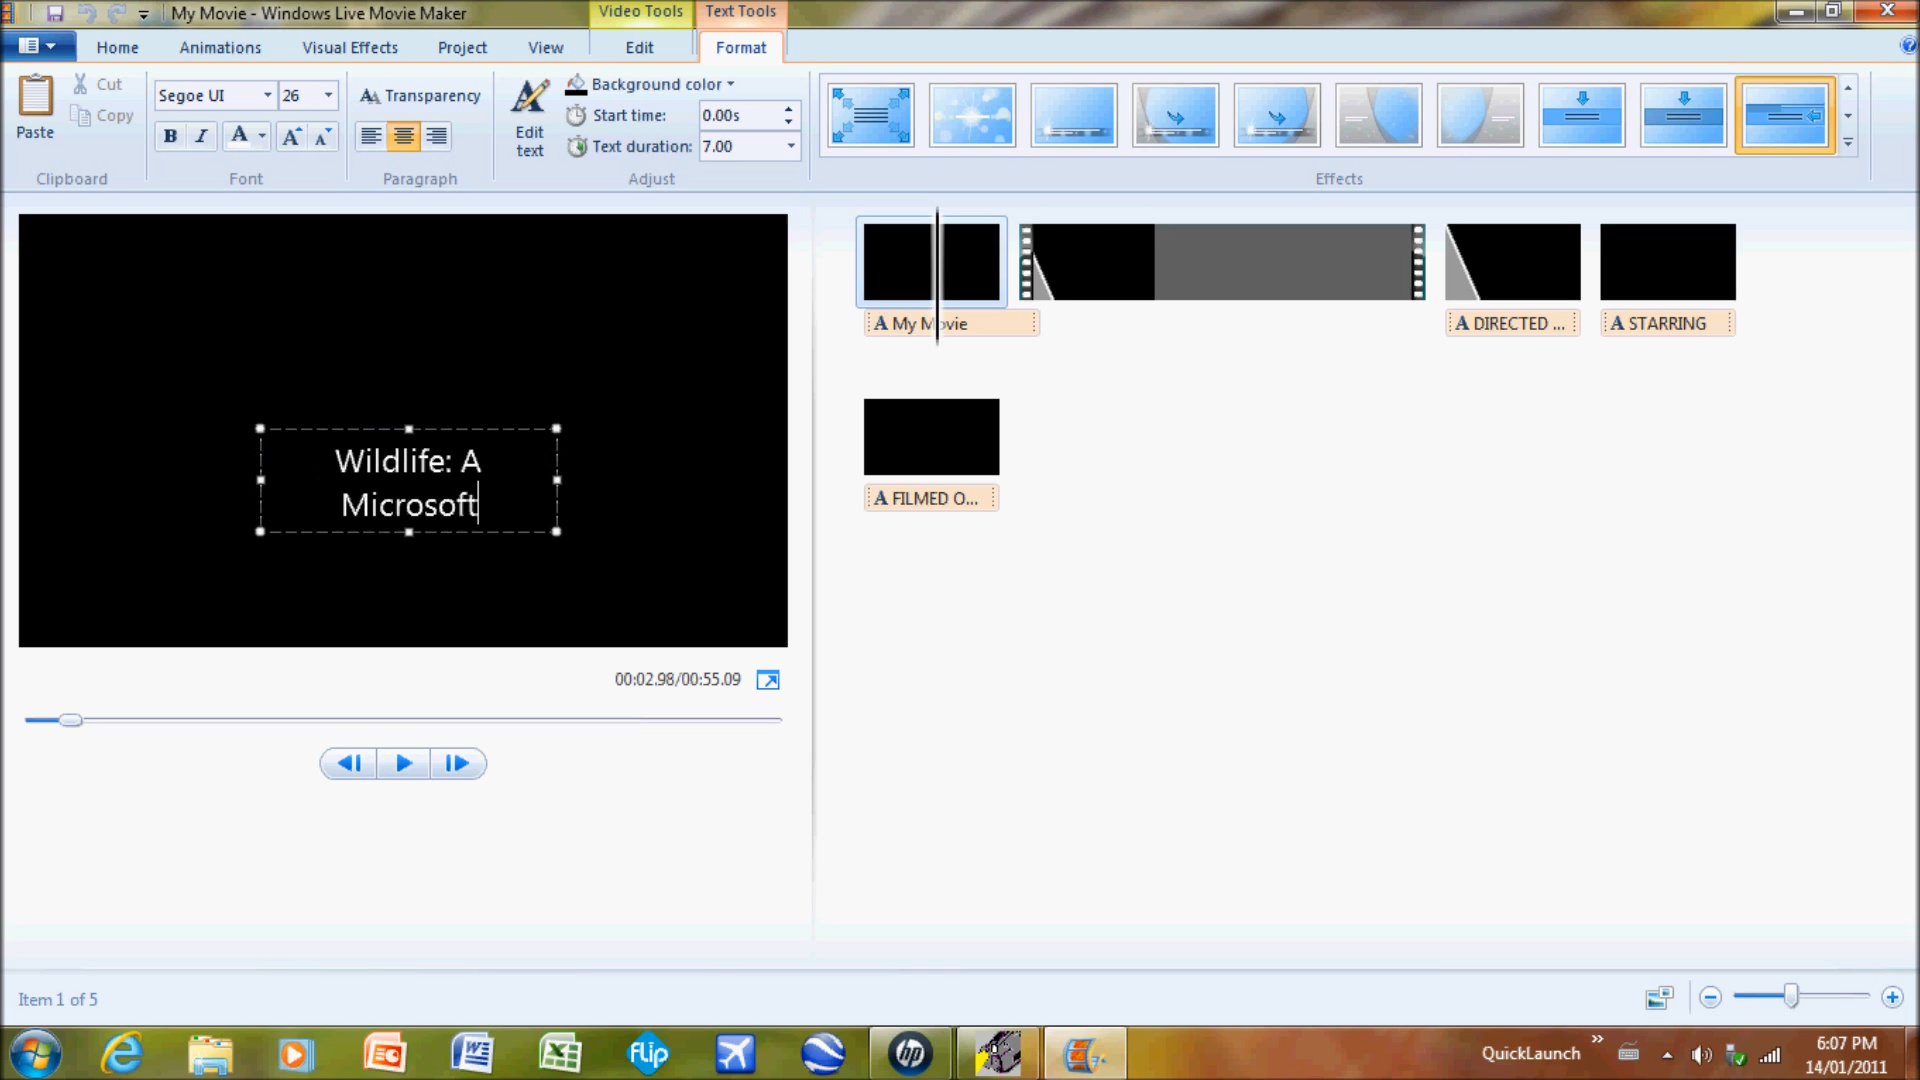 My Movie - Windows Live Movie Maker
Video Tools
Text Tools
Home
Animations
Visual Effects
Project
View
Edit
Format
Paste
Cut
Copy
Clipboard
Segoe UI
26
B I A A A
Font
Transparency
Paragraph
Edit
text
Background color
Start time: 0.00s
Text duration: 7.00
Adjust
Effects
Wildlife: A
Microsoft
00:02.98/00:55.09
A My Movie
A DIRECTED ...
A STARRING
A FILMED O...
Item 1 of 5
flip
hp
QuickLaunch
6:07 PM
14/01/2011